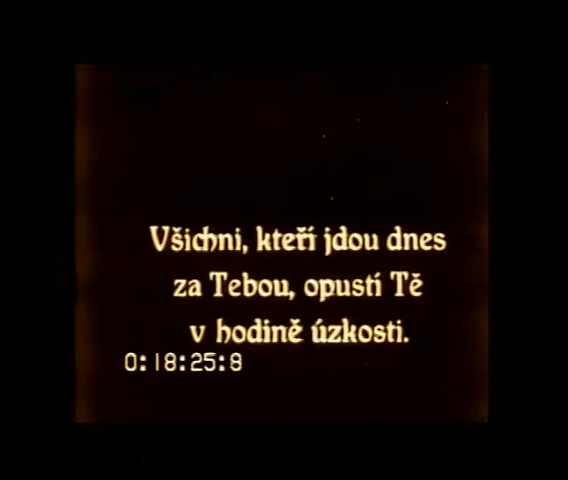 Všichni, kteří jdou dnes
za Tebou, opustí Tě
v hodině úzkosti.
0:18:25:8